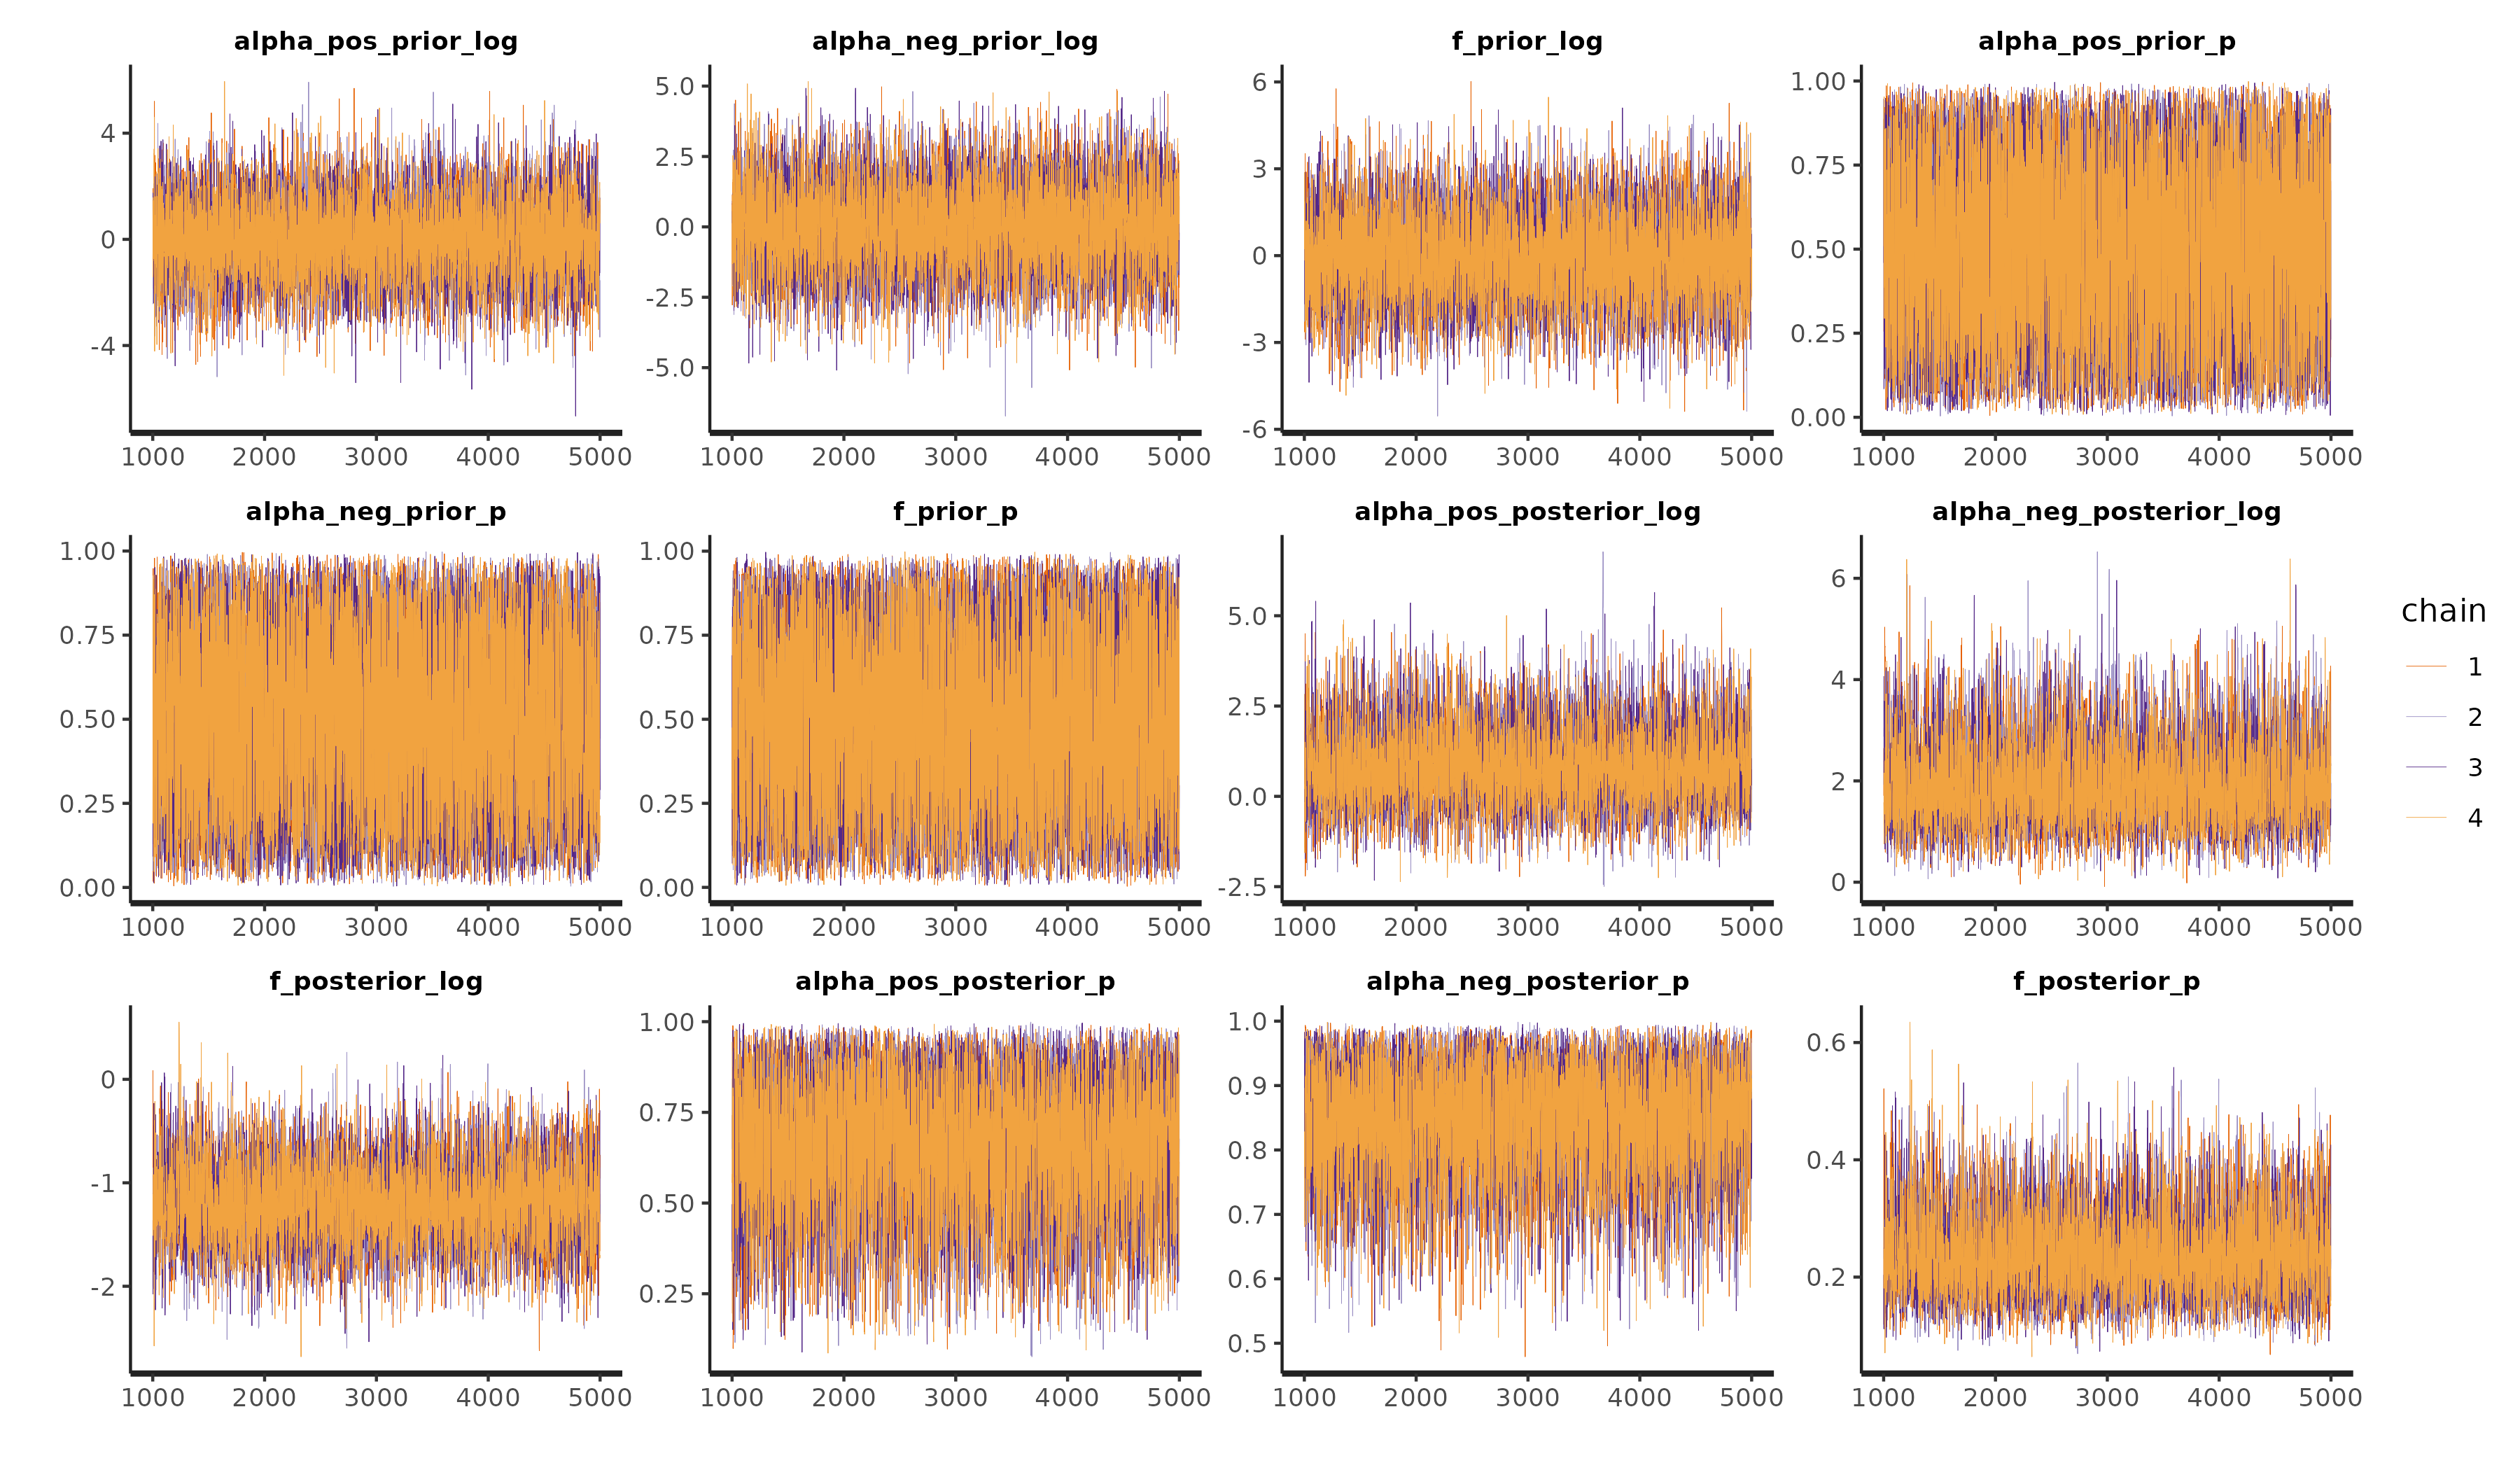 alpha_pos_prior_log
4
0
-4
1000 2000 3000 4000 5000
alpha_neg_prior_log
5.0
2.5
0.0
-2.5
-5.0
1000 2000 3000 4000 5000
f_prior_log
6
3
0
-3
-6
1000 2000 3000 4000 5000
alpha_pos_prior_p
1.00
0.75
0.50
0.25
0.00
1000 2000 3000 4000 5000
alpha_neg_prior_p
1.00
0.75
0.50
0.25
0.00
1000 2000 3000 4000 5000
f_prior_p
1.00
0.75
0.50
0.25
0.00
1000 2000 3000 4000 5000
alpha_pos_posterior_log
5.0
2.5
0.0
-2.5
1000 2000 3000 4000 5000
alpha_neg_posterior_log
6
4
2
0
1000 2000 3000 4000 5000
f_posterior_log
0
-1
-2
1000 2000 3000 4000 5000
alpha_pos_posterior_p
1.00
0.75
0.50
0.25
1000 2000 3000 4000 5000
alpha_neg_posterior_p
1.0
0.9
0.8
0.7
0.6
0.5
1000 2000 3000 4000 5000
f_posterior_p
0.6
0.4
0.2
1000 2000 3000 4000 5000
chain
1
2
3
4